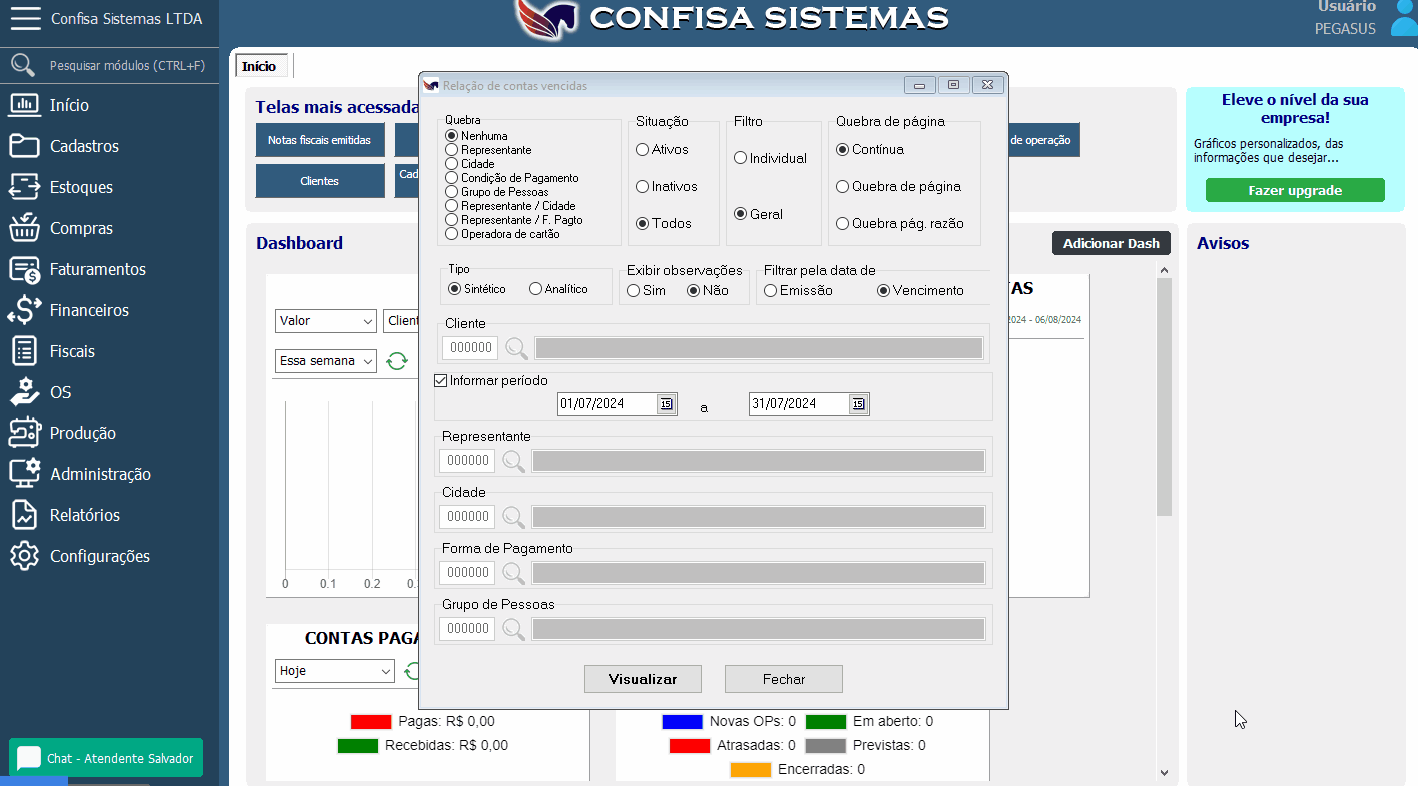 Confisa Sistemas LTDA
CONFISA SISTEMAS
Usuário
PEGASUS
Pesquisar módulos (CTRL+F)
Início
Cadastros
Estoques
Compras
Faturamentos
Financeiros
Fiscais
OS
Produção
Administração
Relatórios
Configurações
Chat - Atendente Salvador
Início
Telas mais acessada
Notas fiscais emitidas
de operação
Clientes
Cad
Eleve o nível da sua
empresa!
Gráficos personalizados, das
informações que desejar...
Fazer upgrade
Dashboard
Adicionar Dash
Avisos
Valor
Client
Essa semana
0 0.1 0.2 0.
AS
2024 - 06/08/2024
CONTAS PAGA
Hoje
Pagas: R$ 0,00
Recebidas: R$ 0,00
Novas OPs: 0 Em aberto: 0
Atrasadas: 0 Previstas: 0
Encerradas: 0
Relação de contas vencidas
Quebra
Nenhuma
Representante
Cidade
Condição de Pagamento
Grupo de Pessoas
Representante / Cidade
Representante / F. Pagto
Operadora de cartão
Situação
Ativos
Inativos
Todos
Filtro
Individual
Geral
Quebra de página
Contínua
Quebra de página
Quebra pág. razão
Tipo
Sintético Analítico
Exibir observações
Sim Não
Filtrar pela data de
Emissão Vencimento
Cliente
000000
Informar período
01/07/2024 15 a 31/07/2024 15
Representante
000000
Cidade
000000
Forma de Pagamento
000000
Grupo de Pessoas
000000
Visualizar Fechar